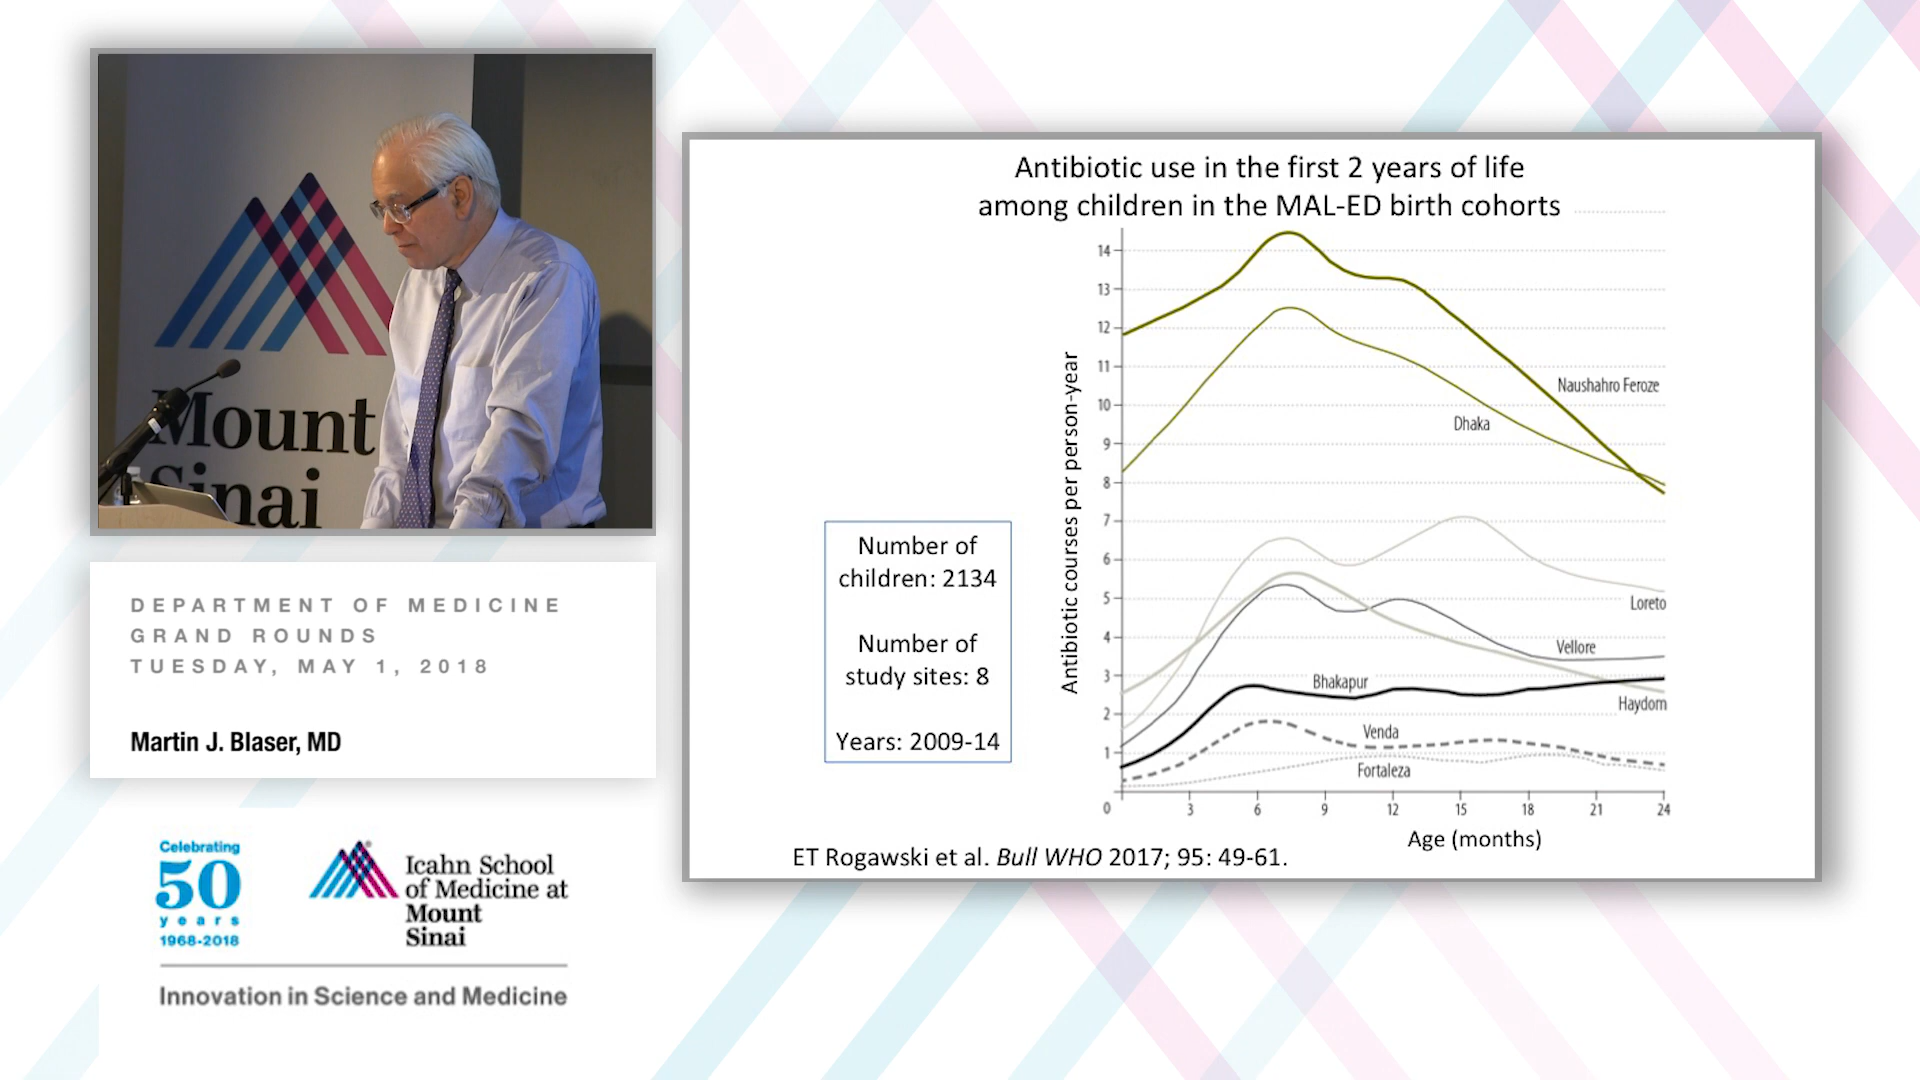 Mount
Sinai
DEPARTMENT OF MEDICINE
GRAND ROUNDS
TUESDAY, MAY 1, 2018
Martin J. Blaser, MD
Celebrating
50
years
1968-2018
Icahn School
of Medicine at
Mount
Sinai
Innovation in Science and Medicine
Antibiotic use in the first 2 years of life
among children in the MAL-ED birth cohorts
Number of
children: 2134
Number of
study sites: 8
Years: 2009-14
Antibiotic courses per person-year
14
13
12
11
10
9
8
7
6
5
4
3
2
1
0
3
6
9
12
15
18
21
24
Age (months)
Naushahro Feroze
Dhaka
Loreto
Vellore
Bhakapur
Haydom
Venda
Fortaleza
ET Rogawski et al. Bull WHO 2017; 95: 49-61.